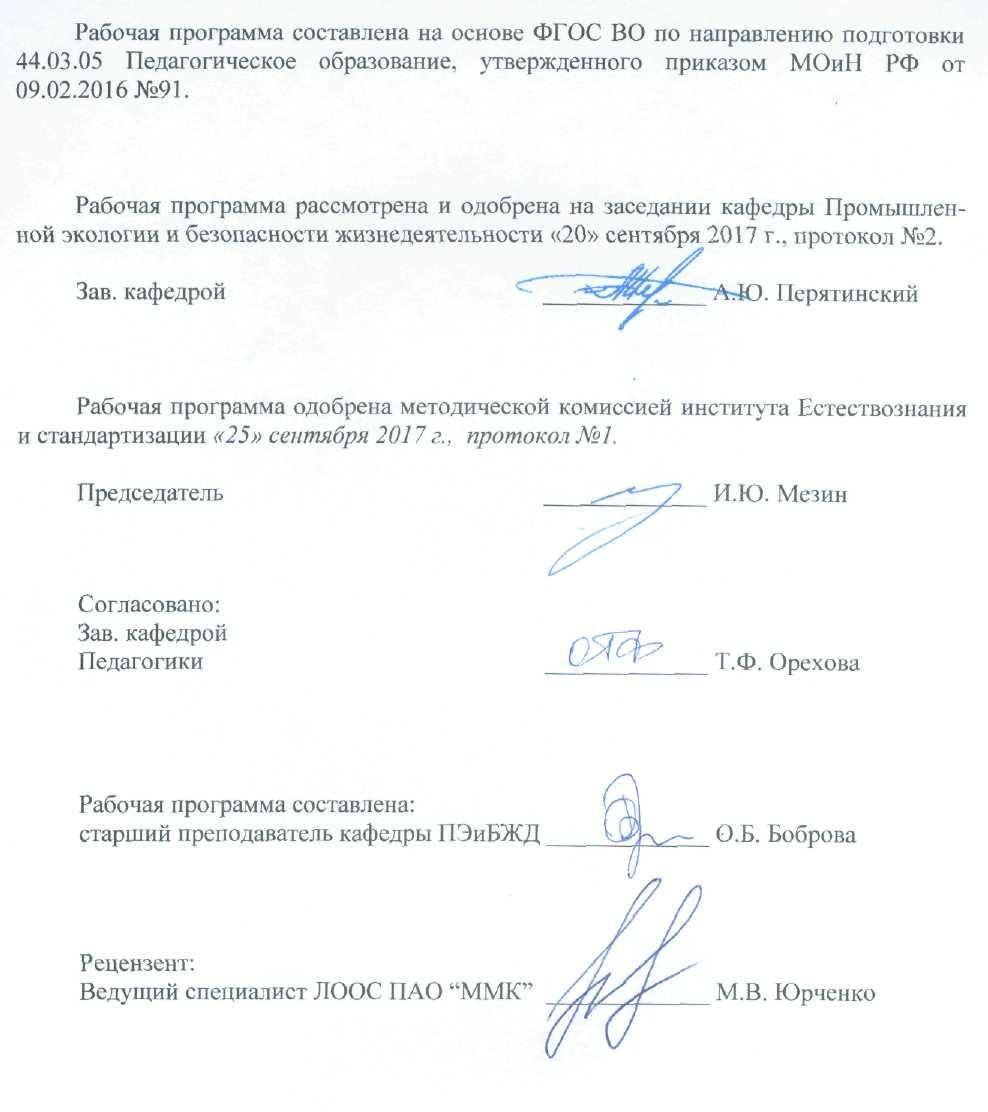 Рабочая программа составлена на основе ФГОС ВО по направлению подготовки
44.03.05 Педагогическое образование, утвержденного приказом МОиН РФ от
09.02.2016 №91.
Рабочая программа рассмотрена и одобрена на заседании кафедры Промышлен-
ной экологии и безопасности жизнедеятельности «20» сентября 2017 г., протокол №2.
Зав. кафедрой А.Ю. Перятинский
Рабочая программа одобрена методической комиссией института Естествознания
и стандартизации «25» сентября 2017 г., протокол №1.
Председатель И.Ю. Мезин
Согласовано:
Зав. кафедрой
Педагогики Т.Ф. Орехова
Рабочая программа составлена:
старший преподаватель кафедры ПЭиБЖД О.Б. Боброва
Рецензент:
Ведущий специалист ЛООС ПАО “ММК” М.В. Юрченко